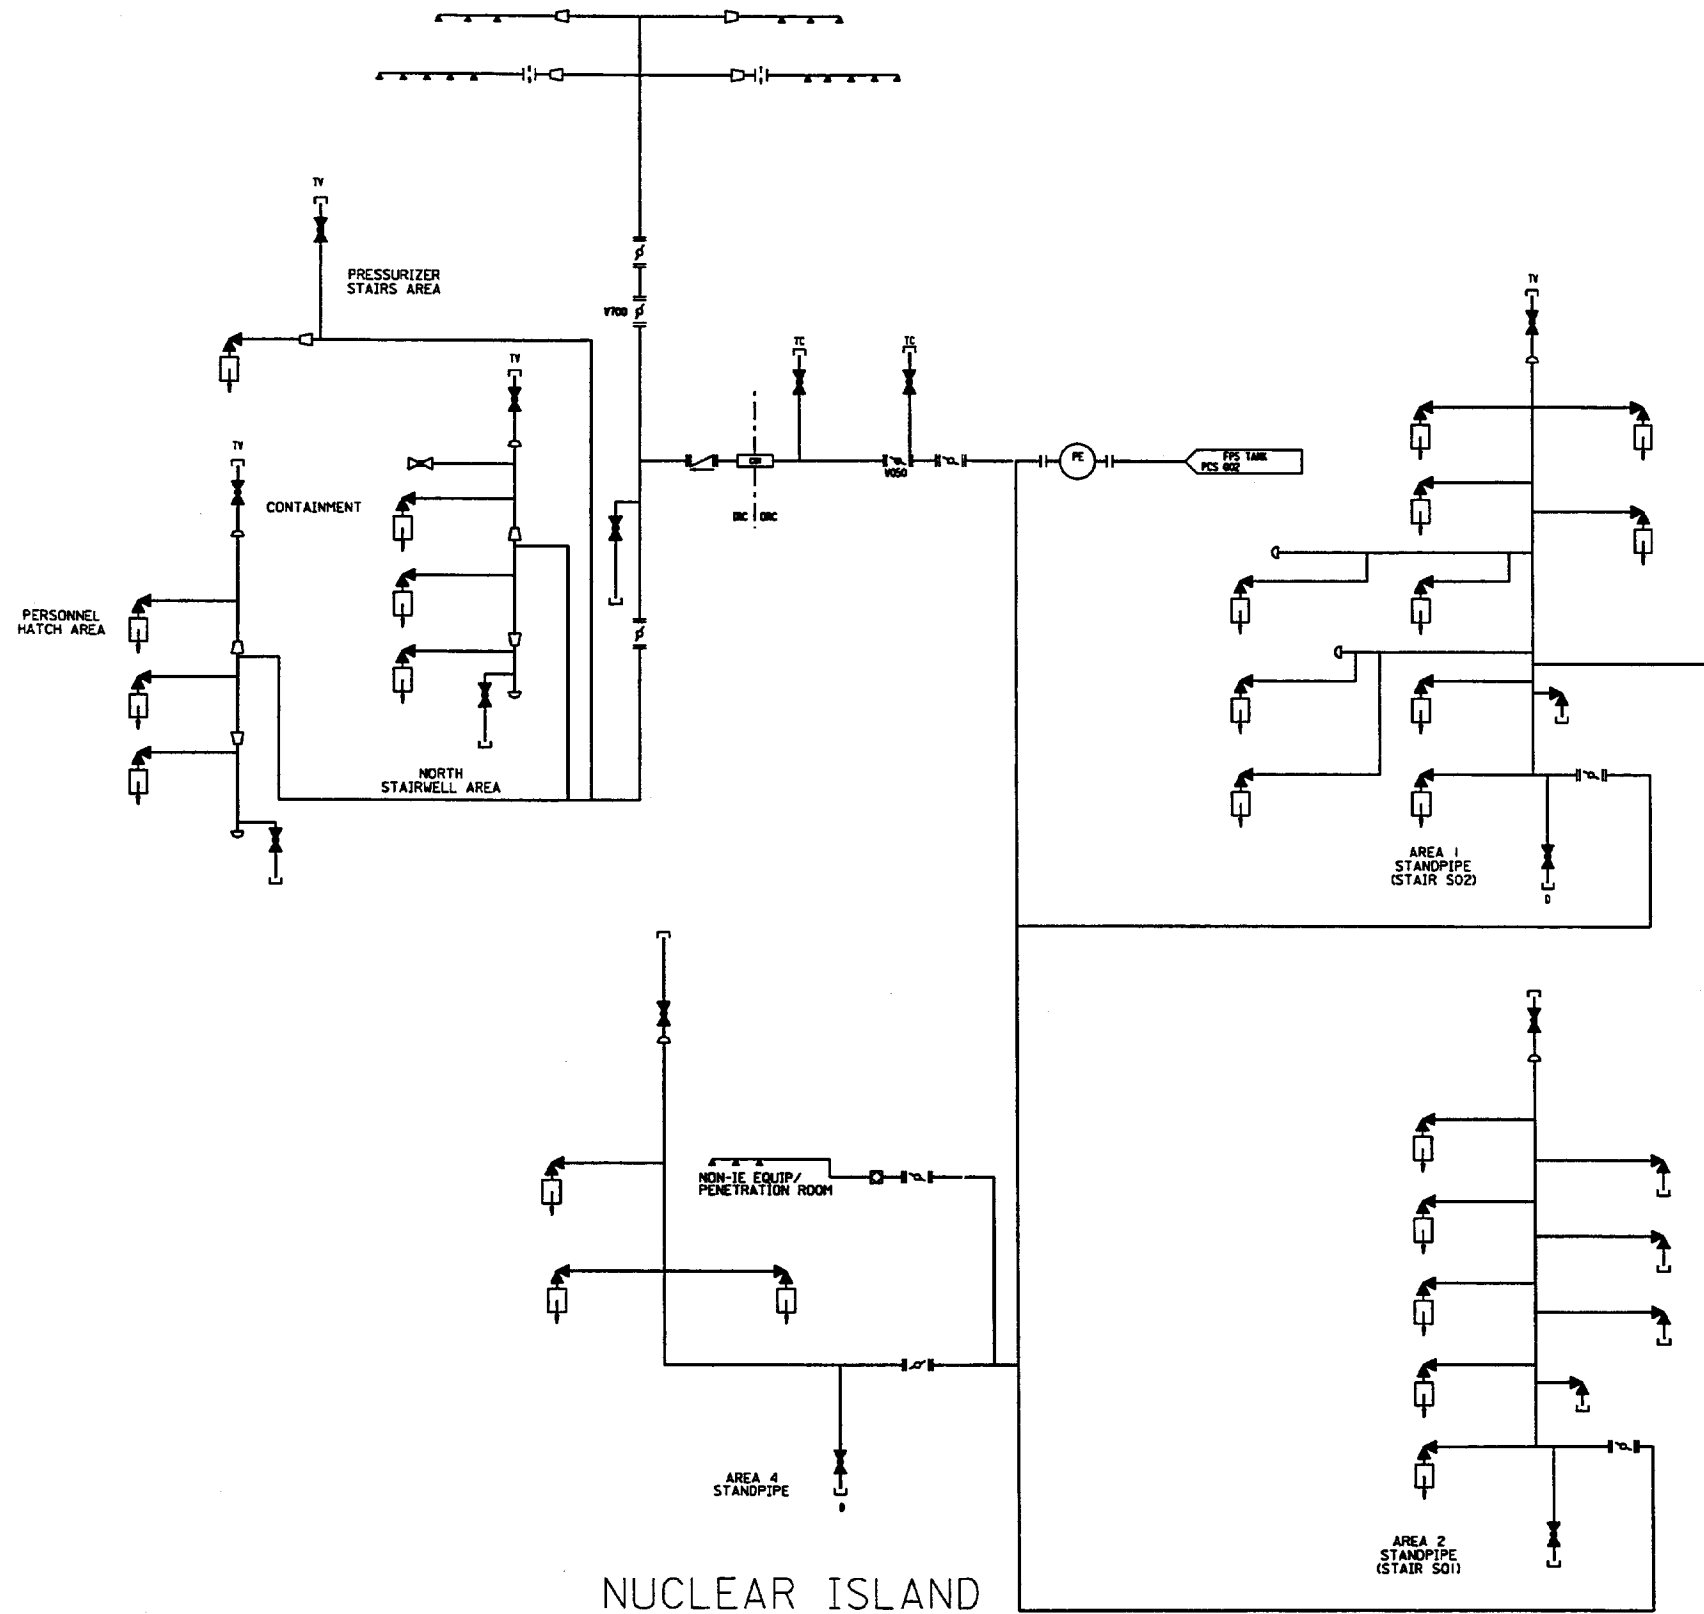 TV
PRESSURIZER
STAIRS AREA
V700
TV
TV
TC
TC
TV
PE
FPS TANK
PCS 002
V050
IRC ORC
CONTAINMENT
PERSONNEL
HATCH AREA
NORTH
STAIRWELL AREA
AREA 1
STANDPIPE
(STAIR S02)
D
NON-1E EQUIP/
PENETRATION ROOM
AREA 4
STANDPIPE
D
AREA 2
STANDPIPE
(STAIR S01)
NUCLEAR ISLAND